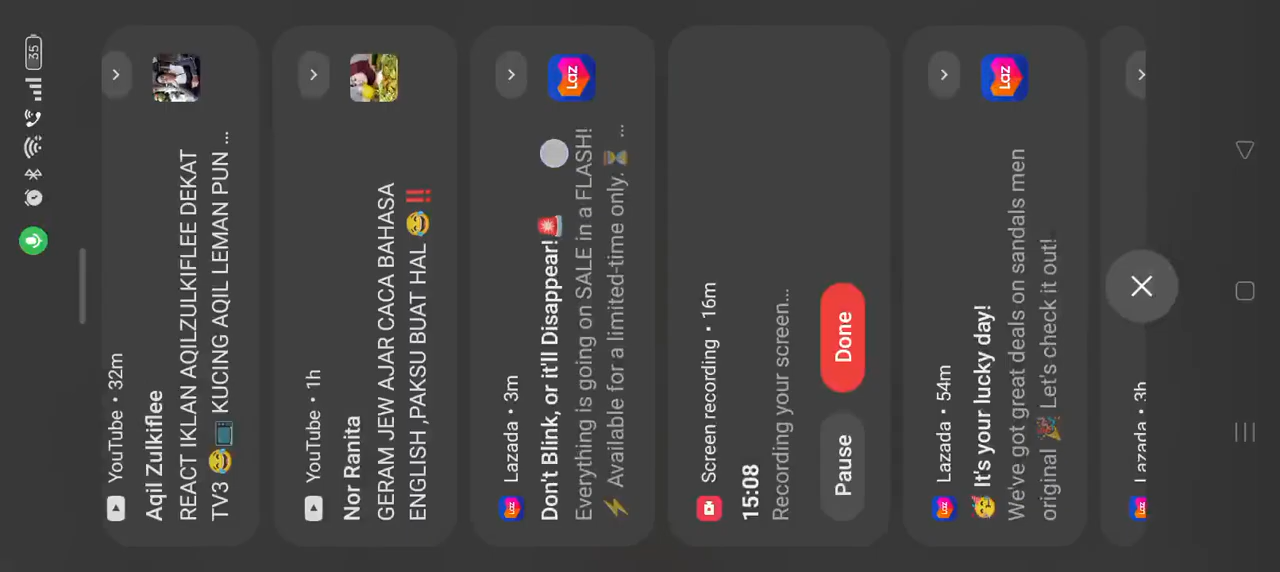 35
YouTube • 32m
Aqil Zukiflee
REACT IKLAN AQILZULKIFLEE DEKAT
TV3 😂📺 KUCING AQIL LEMAN PUN ...
YouTube • 1h
Nor Ranita
GERAM JEW AJAR CACA BAHASA
ENGLISH ,PAKSU BUAT HAL 😂‼️
Lazada • 3m
Don't Blink, or it'll Disappear!🚨
Everything is going on SALE in a FLASH!
⚡ Available for a limited-time only. ⏳ ...
Laz
Screen recording • 16m
15:08
Recording your screen...
Pause
Done
Lazada • 54m
🥳 It's your lucky day!
We've got great deals on sandals men
original 🎉 Let's check it out!
Laz
Lazada • 3h